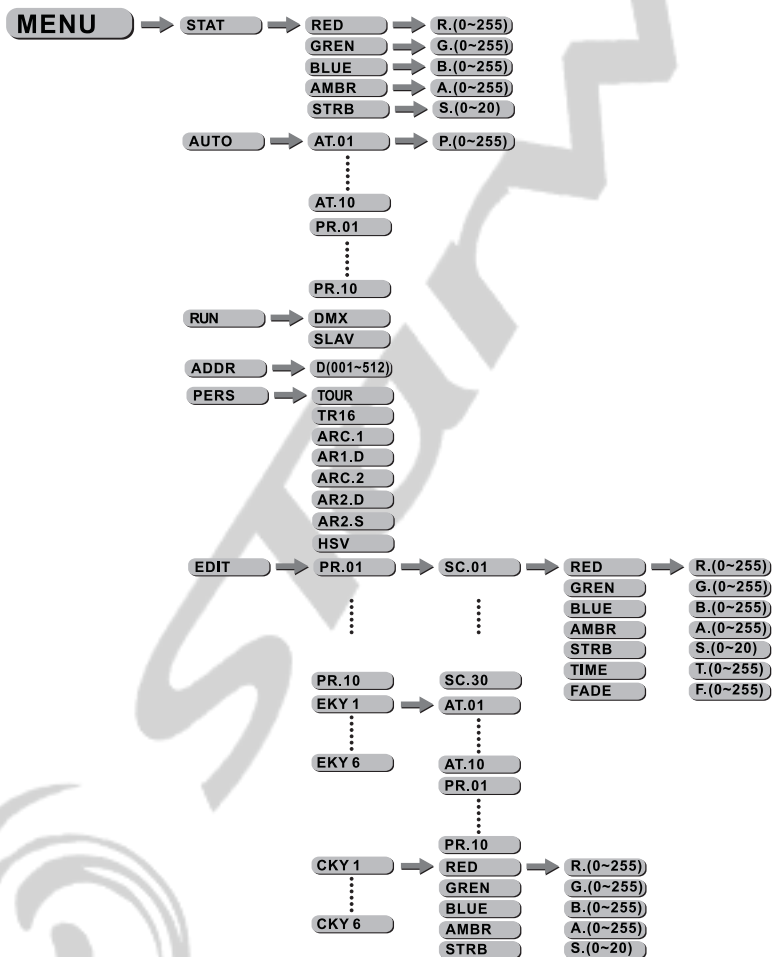 MENU STAT RED R.(0~255)
GREN G.(0~255)
BLUE B.(0~255)
AMBR A.(0~255)
STRB S.(0~20)
AUTO AT.01 P.(0~255)
AT.10
PR.01
PR.10
RUN DMX
SLAV
ADDR D(001~512)
PERS TOUR
TR16
ARC.1
AR1.D
ARC.2
AR2.D
AR2.S
HSV
EDIT PR.01 SC.01 RED R.(0~255)
GREN G.(0~255)
BLUE B.(0~255)
AMBR A.(0~255)
STRB S.(0~20)
PR.10 SC.30 TIME T.(0~255)
EKY 1 AT.01 FADE F.(0~255)
EKY 6 AT.10
PR.01
PR.10
CKY 1 RED R.(0~255)
GREN G.(0~255)
BLUE B.(0~255)
CKY 6 AMBR A.(0~255)
STRB S.(0~20)